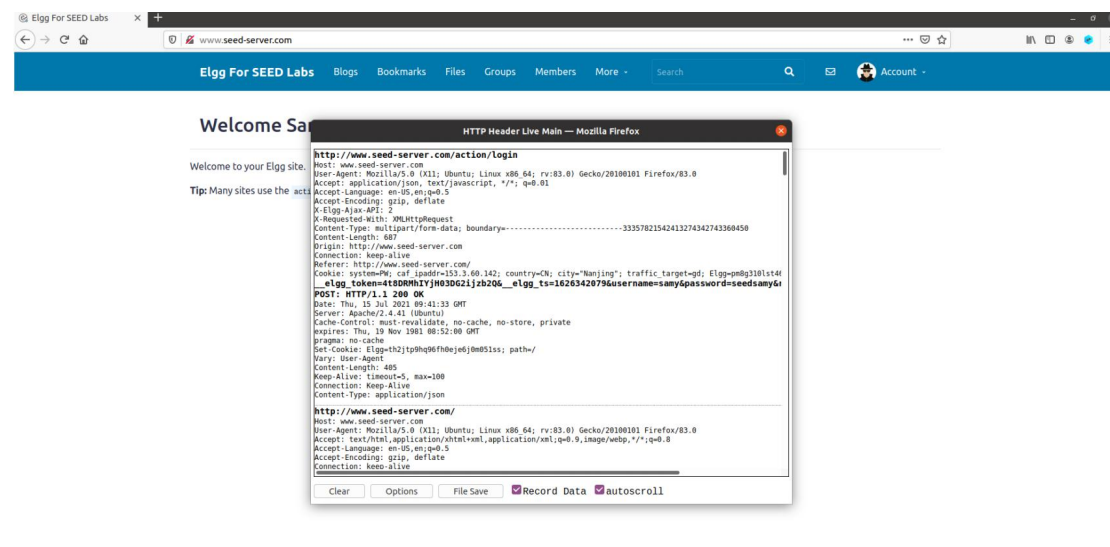 Elgg For SEED Labs
www.seed-server.com
Elgg For SEED Labs Blogs Bookmarks Files Groups Members More Search Account
Welcome Sa
HTTP Header Live Main — Mozilla Firefox
Welcome to your Elgg site.
Tip: Many sites use the acti
http://www.seed-server.com/action/login
Host: www.seed-server.com
User-Agent: Mozilla/5.0 (X11; Ubuntu; Linux x86_64; rv:83.0) Gecko/20100101 Firefox/83.0
Accept: application/json, text/javascript, */*; q=0.01
Accept-Language: en-US,en;q=0.5
Accept-Encoding: gzip, deflate
X-Elgg-Ajax-API: 2
X-Requested-With: XMLHttpRequest
Content-Type: multipart/form-data; boundary=---------------------------33357821542413274342743360450
Content-Length: 687
Origin: http://www.seed-server.com
Connection: keep-alive
Referer: http://www.seed-server.com/
Cookie: system=PW; caf_ipaddr=153.3.60.142; country=CN; city="Nanjing"; traffic_target=gd; Elgg=pm8g310lst4
__elgg_token=4t8DRMhIYjH03DG2ijzb2Q&__elgg_ts=1626342079&username=samy&password=seedsamy&
POST: HTTP/1.1 200 OK
Date: Thu, 15 Jul 2021 09:41:33 GMT
Server: Apache/2.4.41 (Ubuntu)
Cache-Control: must-revalidate, no-cache, no-store, private
expires: Thu, 19 Nov 1981 08:52:00 GMT
pragma: no-cache
Set-Cookie: Elgg=th2jtp9hq96fh0eje6j0m051ss; path=/
Vary: User-Agent
Content-Length: 405
Keep-Alive: timeout=5, max=100
Connection: Keep-Alive
Content-Type: application/json
http://www.seed-server.com/
Host: www.seed-server.com
User-Agent: Mozilla/5.0 (X11; Ubuntu; Linux x86_64; rv:83.0) Gecko/20100101 Firefox/83.0
Accept: text/html,application/xhtml+xml,application/xml;q=0.9,image/webp,*/*;q=0.8
Accept-Language: en-US,en;q=0.5
Accept-Encoding: gzip, deflate
Connection: keep-alive
Clear Options File Save Record Data autoscroll